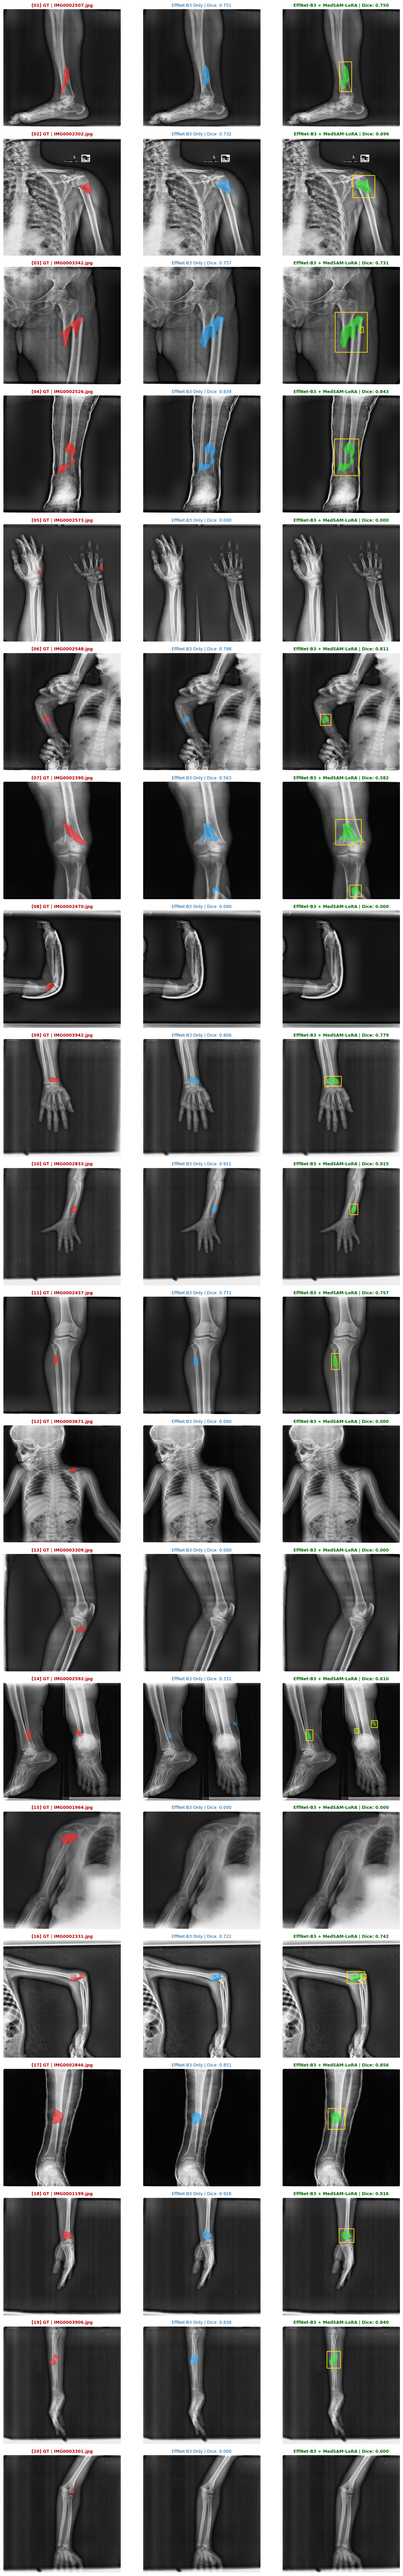 [01] GT | IMG0002507.jpg EffNet-B3 Only | Dice: 0.751 EffNet-B3 + MedSAM-LoRA | Dice: 0.750
[02] GT | IMG0002302.jpg EffNet-B3 Only | Dice: 0.732 EffNet-B3 + MedSAM-LoRA | Dice: 0.696
[03] GT | IMG0003342.jpg EffNet-B3 Only | Dice: 0.757 EffNet-B3 + MedSAM-LoRA | Dice: 0.731
[04] GT | IMG0002526.jpg EffNet-B3 Only | Dice: 0.839 EffNet-B3 + MedSAM-LoRA | Dice: 0.843
[05] GT | IMG0002573.jpg EffNet-B3 Only | Dice: 0.000 EffNet-B3 + MedSAM-LoRA | Dice: 0.000
[06] GT | IMG0002548.jpg EffNet-B3 Only | Dice: 0.798 EffNet-B3 + MedSAM-LoRA | Dice: 0.811
[07] GT | IMG0002390.jpg EffNet-B3 Only | Dice: 0.563 EffNet-B3 + MedSAM-LoRA | Dice: 0.582
[08] GT | IMG0002470.jpg EffNet-B3 Only | Dice: 0.000 EffNet-B3 + MedSAM-LoRA | Dice: 0.000
[09] GT | IMG0003942.jpg EffNet-B3 Only | Dice: 0.808 EffNet-B3 + MedSAM-LoRA | Dice: 0.779
[10] GT | IMG0002833.jpg EffNet-B3 Only | Dice: 0.911 EffNet-B3 + MedSAM-LoRA | Dice: 0.915
[11] GT | IMG0002437.jpg EffNet-B3 Only | Dice: 0.771 EffNet-B3 + MedSAM-LoRA | Dice: 0.757
[12] GT | IMG0003671.jpg EffNet-B3 Only | Dice: 0.000 EffNet-B3 + MedSAM-LoRA | Dice: 0.000
[13] GT | IMG0003309.jpg EffNet-B3 Only | Dice: 0.000 EffNet-B3 + MedSAM-LoRA | Dice: 0.000
[14] GT | IMG0002592.jpg EffNet-B3 Only | Dice: 0.331 EffNet-B3 + MedSAM-LoRA | Dice: 0.610
[15] GT | IMG0001964.jpg EffNet-B3 Only | Dice: 0.000 EffNet-B3 + MedSAM-LoRA | Dice: 0.000
[16] GT | IMG0002331.jpg EffNet-B3 Only | Dice: 0.722 EffNet-B3 + MedSAM-LoRA | Dice: 0.742
[17] GT | IMG0002846.jpg EffNet-B3 Only | Dice: 0.851 EffNet-B3 + MedSAM-LoRA | Dice: 0.856
[18] GT | IMG0001199.jpg EffNet-B3 Only | Dice: 0.928 EffNet-B3 + MedSAM-LoRA | Dice: 0.916
[19] GT | IMG0003906.jpg EffNet-B3 Only | Dice: 0.838 EffNet-B3 + MedSAM-LoRA | Dice: 0.840
[20] GT | IMG0003301.jpg EffNet-B3 Only | Dice: 0.000 EffNet-B3 + MedSAM-LoRA | Dice: 0.000